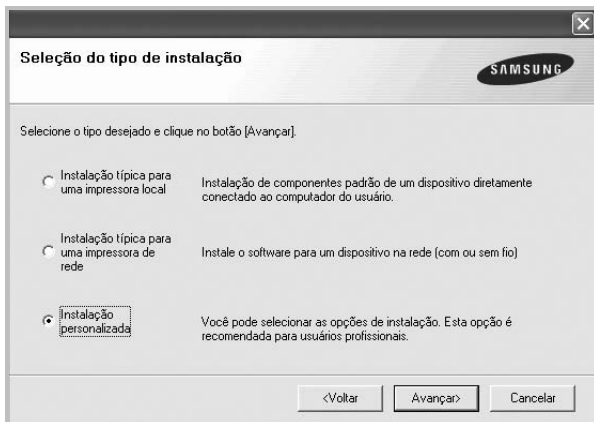 Seleção do tipo de instalação
SAMSUNG
Selecione o tipo desejado e clique no botão [Avançar].
Instalação típica para
uma impressora local
Instalação de componentes padrão de um dispositivo diretamente
conectado ao computador do usuário.
Instalação típica para
uma impressora de
rede
Instale o software para um dispositivo na rede (com ou sem fio)
Instalação
personalizada
Você pode selecionar as opções de instalação. Esta opção é
recomendada para usuários profissionais.
<Voltar
Avançar>
Cancelar